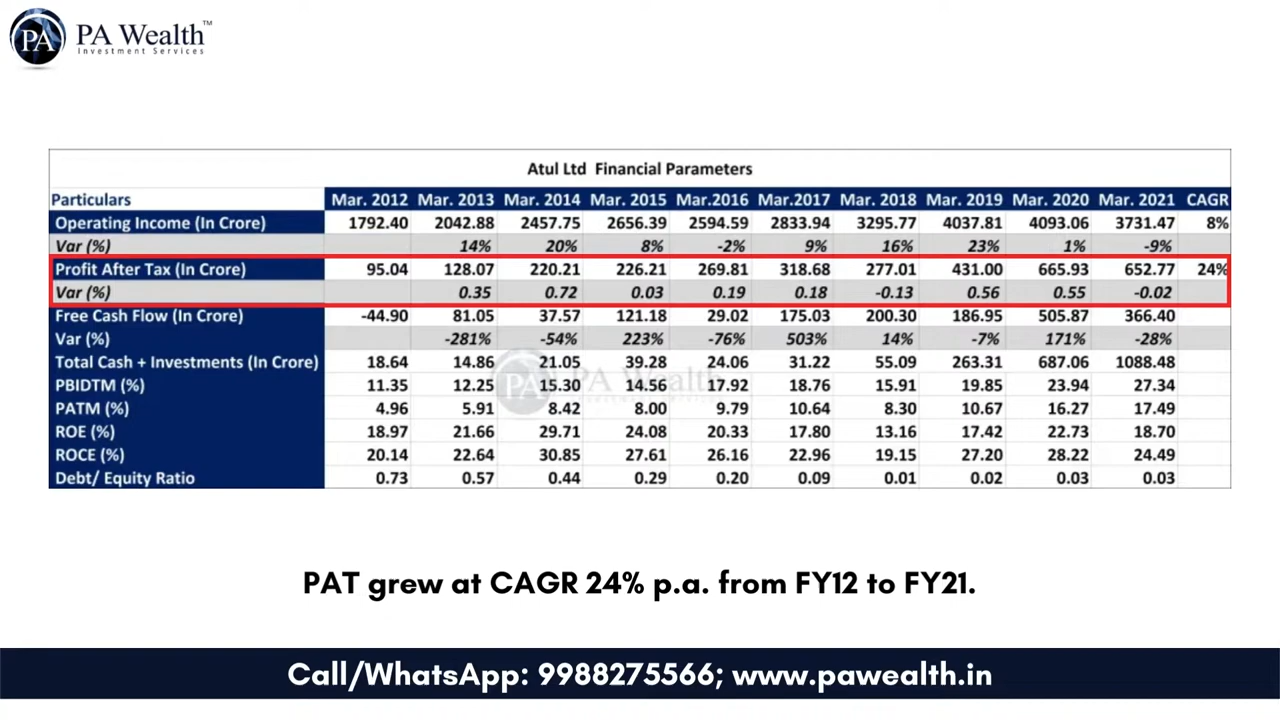 PA Wealth™
Investment Services
Atul Ltd Financial Parameters
Particulars Mar. 2012 Mar. 2013 Mar. 2014 Mar. 2015 Mar.2016 Mar.2017 Mar. 2018 Mar. 2019 Mar. 2020 Mar. 2021 CAGR
Operating Income (In Crore) 1792.40 2042.88 2457.75 2656.39 2594.59 2833.94 3295.77 4037.81 4093.06 3731.47 8%
Var (%) 14% 20% 8% -2% 9% 16% 23% 1% -9%
Profit After Tax (In Crore) 95.04 128.07 220.21 226.21 269.81 318.68 277.01 431.00 665.93 652.77 24%
Var (%) 0.35 0.72 0.03 0.19 0.18 -0.13 0.56 0.55 -0.02
Free Cash Flow (In Crore) -44.90 81.05 37.57 121.18 29.02 175.03 200.30 186.95 505.87 366.40
Var (%) -281% -54% 223% -76% 503% 14% -7% 171% -28%
Total Cash + Investments (In Crore) 18.64 14.86 21.05 39.28 24.06 31.22 55.09 263.31 687.06 1088.48
PBIDTM (%) 11.35 12.25 15.30 14.56 17.92 18.76 15.91 19.85 23.94 27.34
PATM (%) 4.96 5.91 8.42 8.00 9.79 10.64 8.30 10.67 16.27 17.49
ROE (%) 18.97 21.66 29.71 24.08 20.33 17.80 13.16 17.42 22.73 18.70
ROCE (%) 20.14 22.64 30.85 27.61 26.16 22.96 19.15 27.20 28.22 24.49
Debt/ Equity Ratio 0.73 0.57 0.44 0.29 0.20 0.09 0.01 0.02 0.03 0.03
PAT grew at CAGR 24% p.a. from FY12 to FY21.
Call/WhatsApp: 9988275566; www.pawealth.in